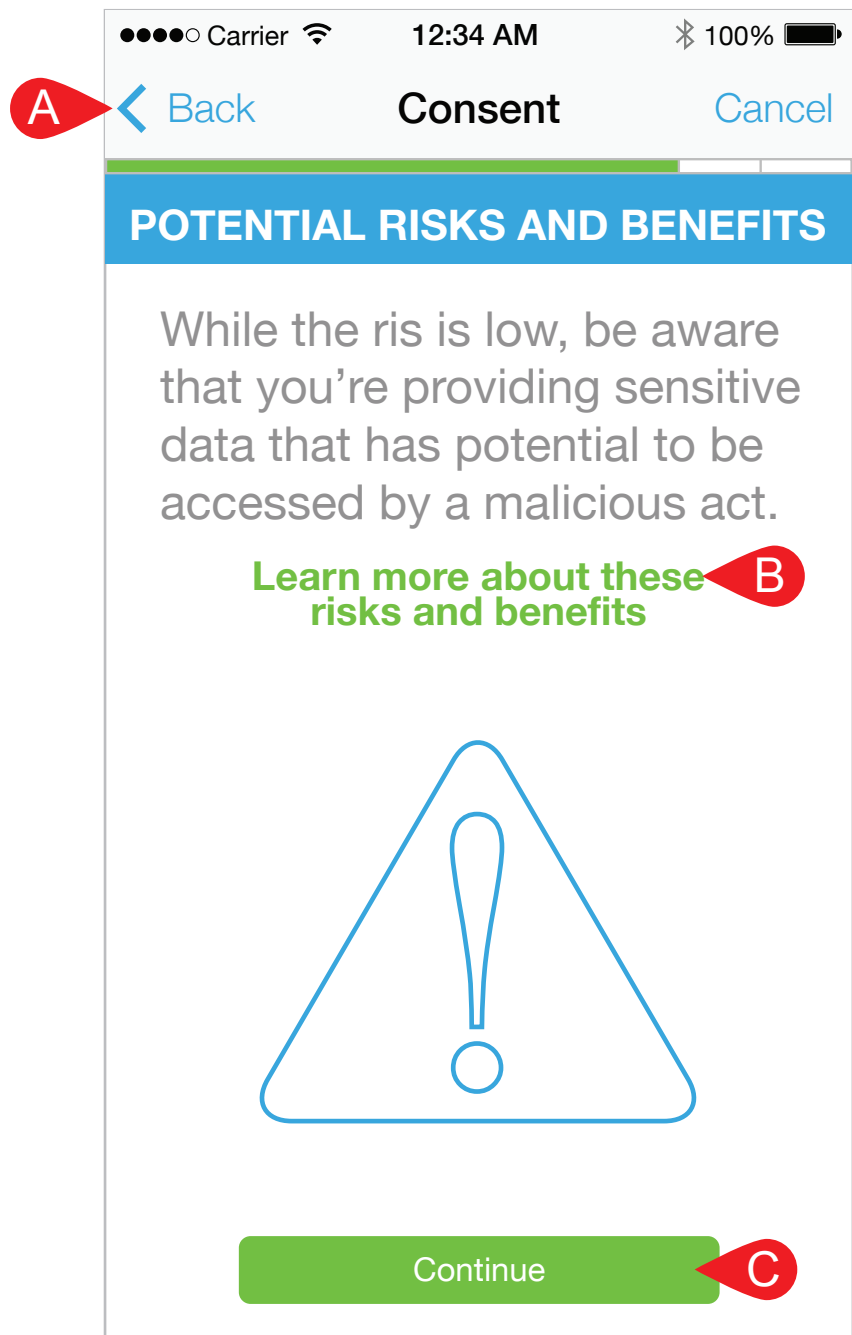 Carrier 12:34 AM 100%
A Back Consent Cancel
POTENTIAL RISKS AND BENEFITS
While the ris is low, be aware
that you’re providing sensitive
data that has potential to be
accessed by a malicious act.
Learn more about these B
risks and benefits
Continue C